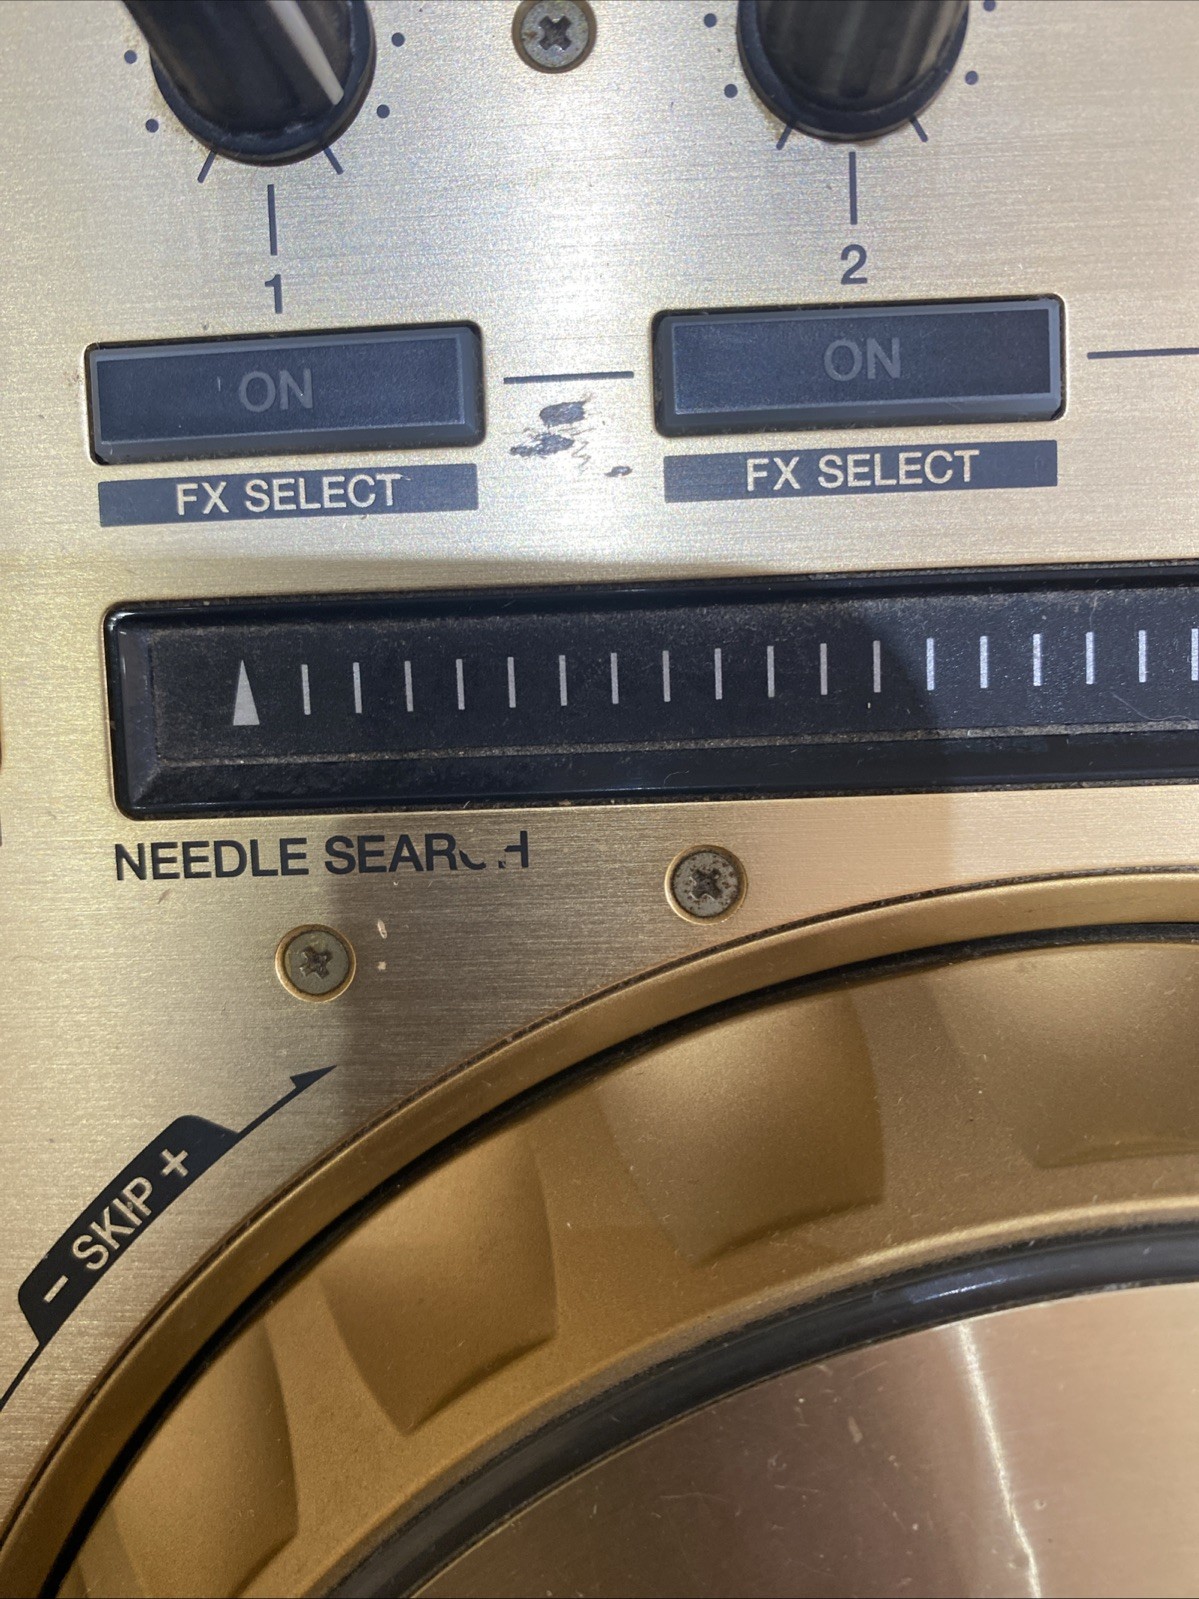 1 2
ON ON
FX SELECT FX SELECT
NEEDLE SEARCH
− SKIP +